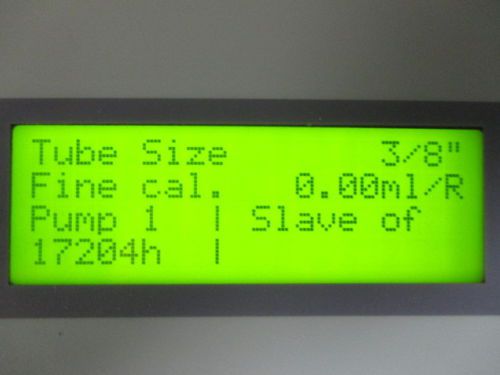 Tube Size 3/8"
Fine cal. 0.00ml/R
Pump 1 | Slave of
17204h |